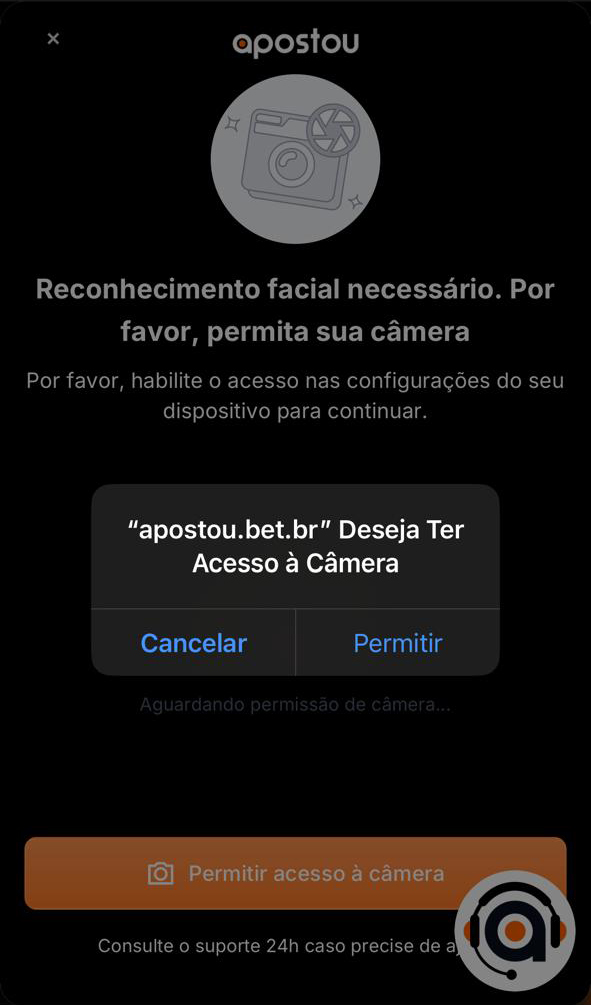 apostou
Reconhecimento facial necessário. Por
favor, permita sua câmera
Por favor, habilite o acesso nas configurações do seu
dispositivo para continuar.
“apostou.bet.br” Deseja Ter
Acesso à Câmera
Cancelar Permitir
Aguardando permissão de câmera...
Permitir acesso à câmera
Consulte o suporte 24h caso precise de